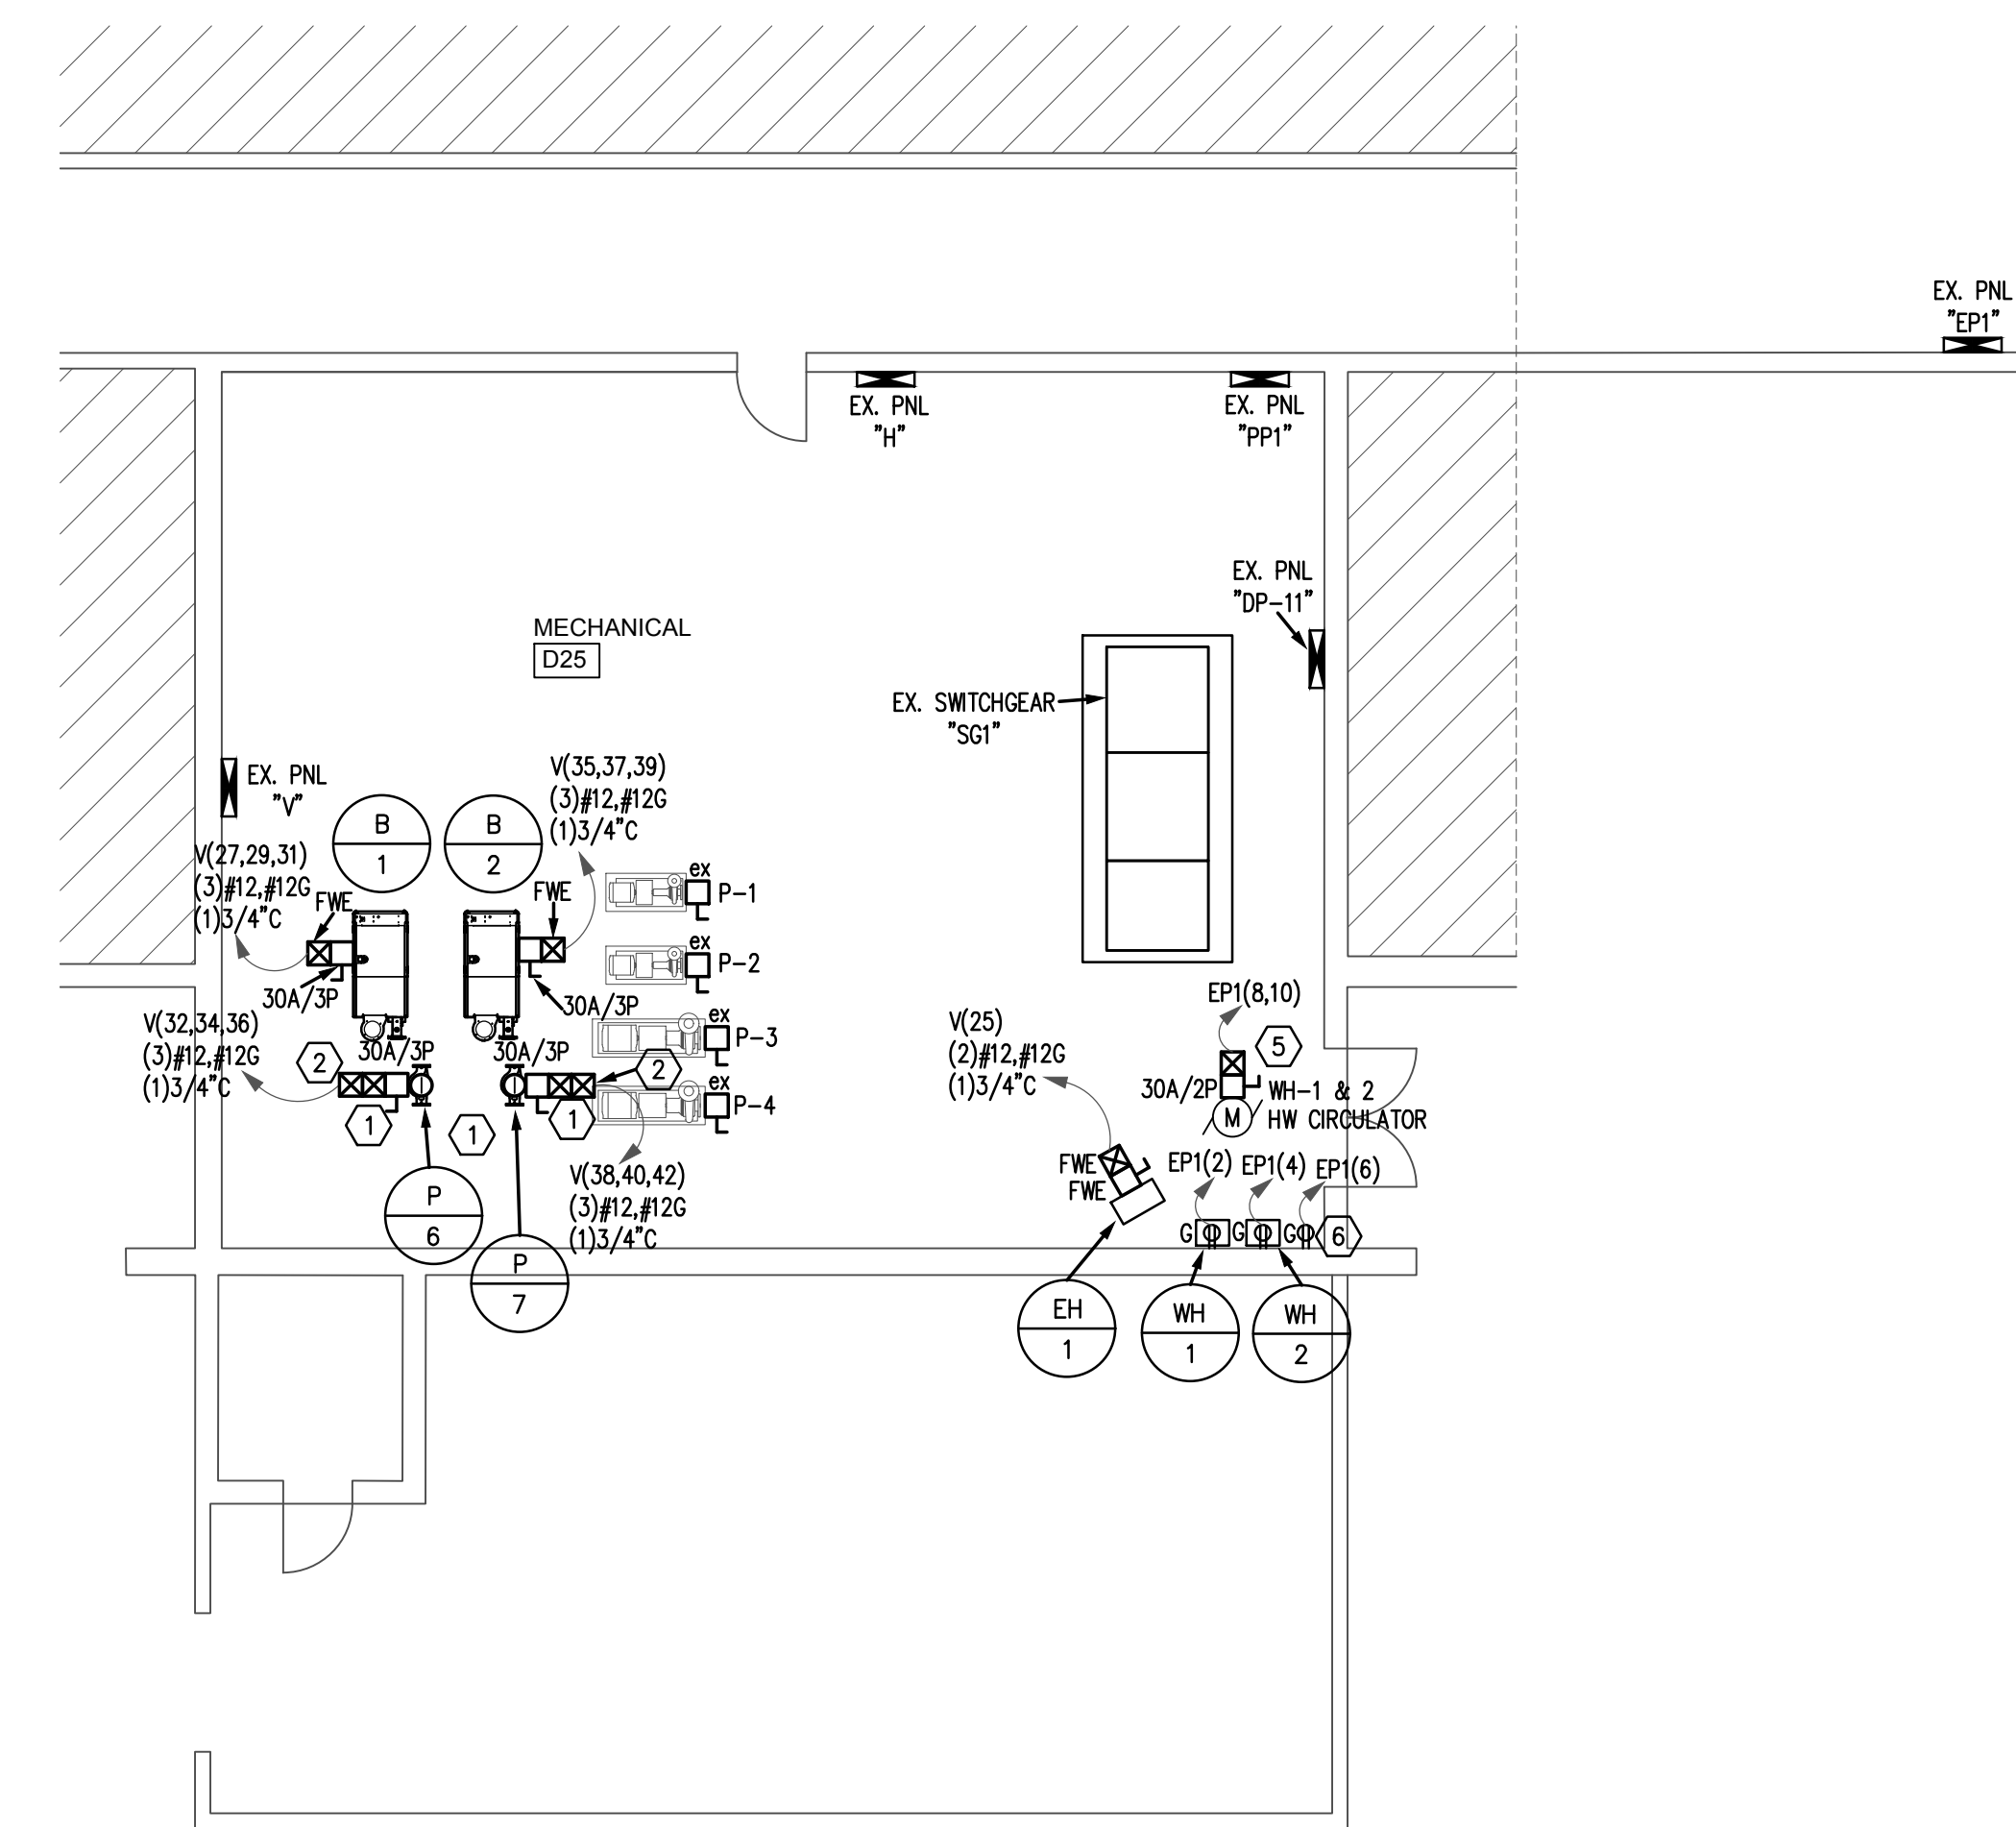 EX. PNL
"EP1"
EX. PNL
"H"
EX. PNL
"PP1"
EX. PNL
"DP-11"
MECHANICAL
D25
EX. SWITCHGEAR
"SG1"
EX. PNL
"V"
V(35,37,39)
(3)#12,#12G
(1)3/4"C
B
1
B
2
V(27,29,31)
(3)#12,#12G
(1)3/4"C
FWE
FWE
ex
P-1
ex
P-2
30A/3P
30A/3P
ex
P-3
V(32,34,36)
(3)#12,#12G
(1)3/4"C
2
30A/3P
30A/3P
2
ex
P-4
1
1
1
P
6
P
7
V(38,40,42)
(3)#12,#12G
(1)3/4"C
V(25)
(2)#12,#12G
(1)3/4"C
EP1(8,10)
5
30A/2P
M
WH-1 & 2
HW CIRCULATOR
FWE
FWE
EP1(2)
EP1(4)
EP1(6)
G
G
G
6
EH
1
WH
1
WH
2